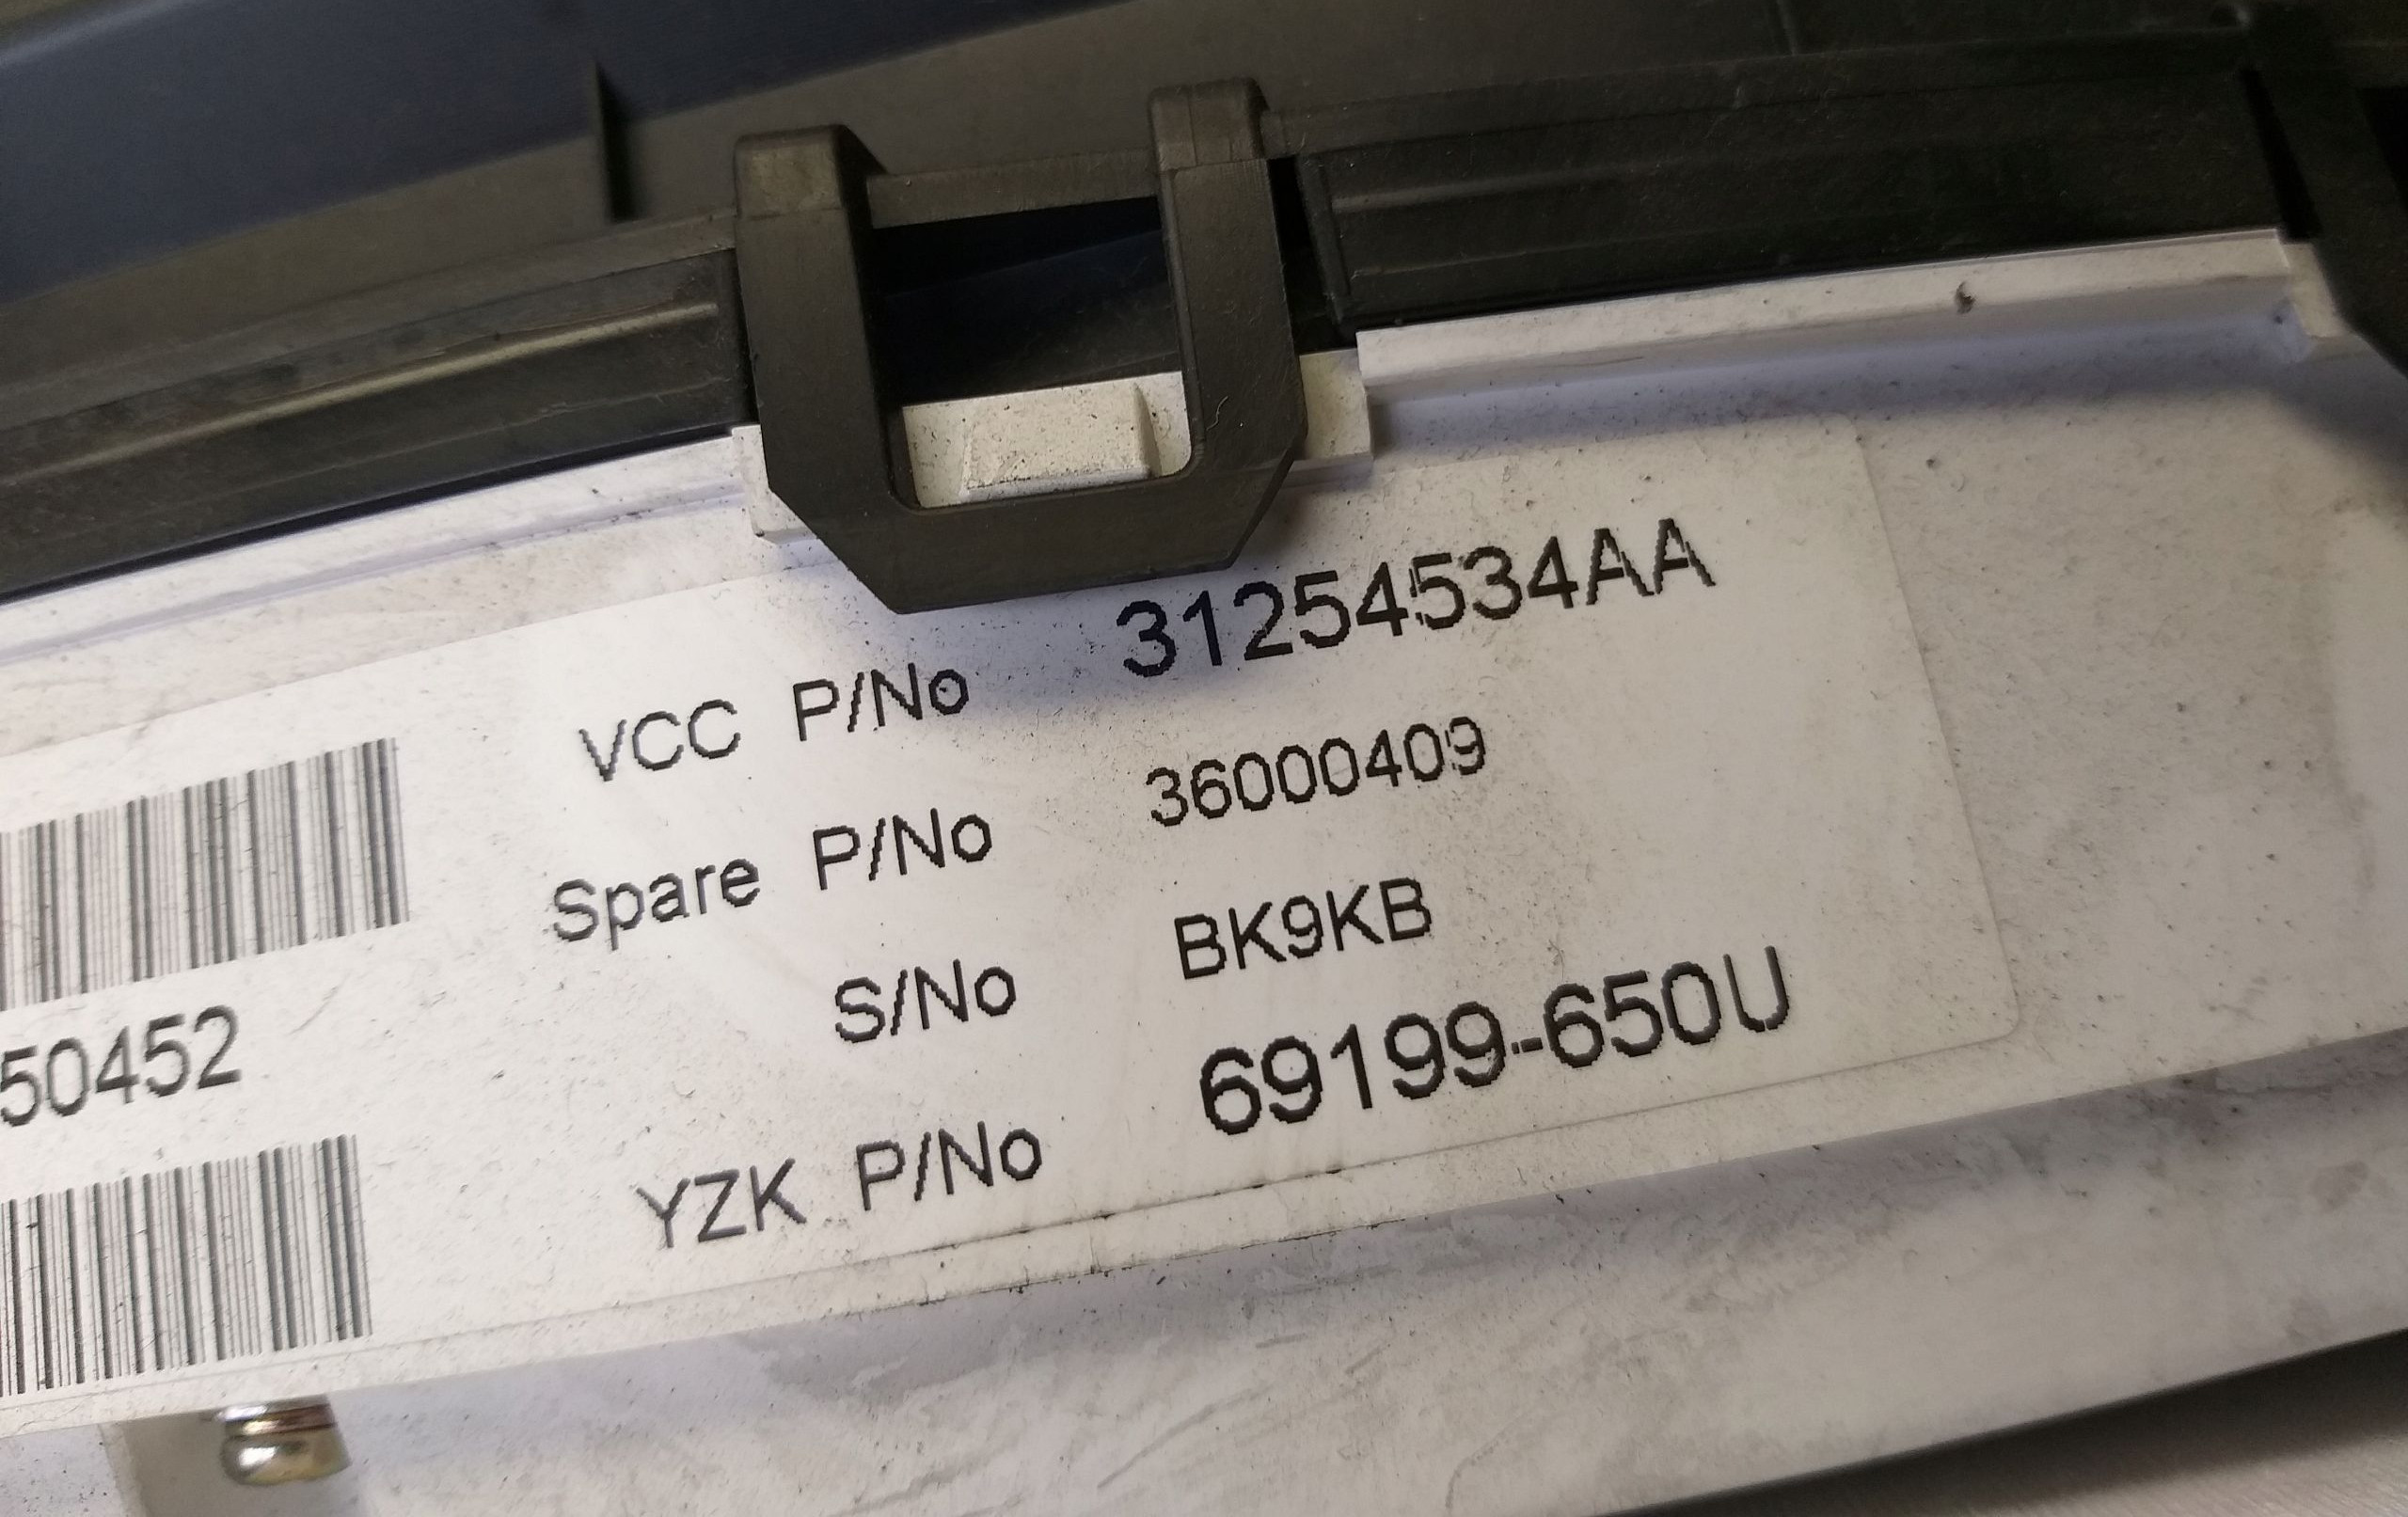 VCC P/No 31254534AA
Spare P/No 36000409
S/No BK9KB
YZK P/No 69199-650U
50452